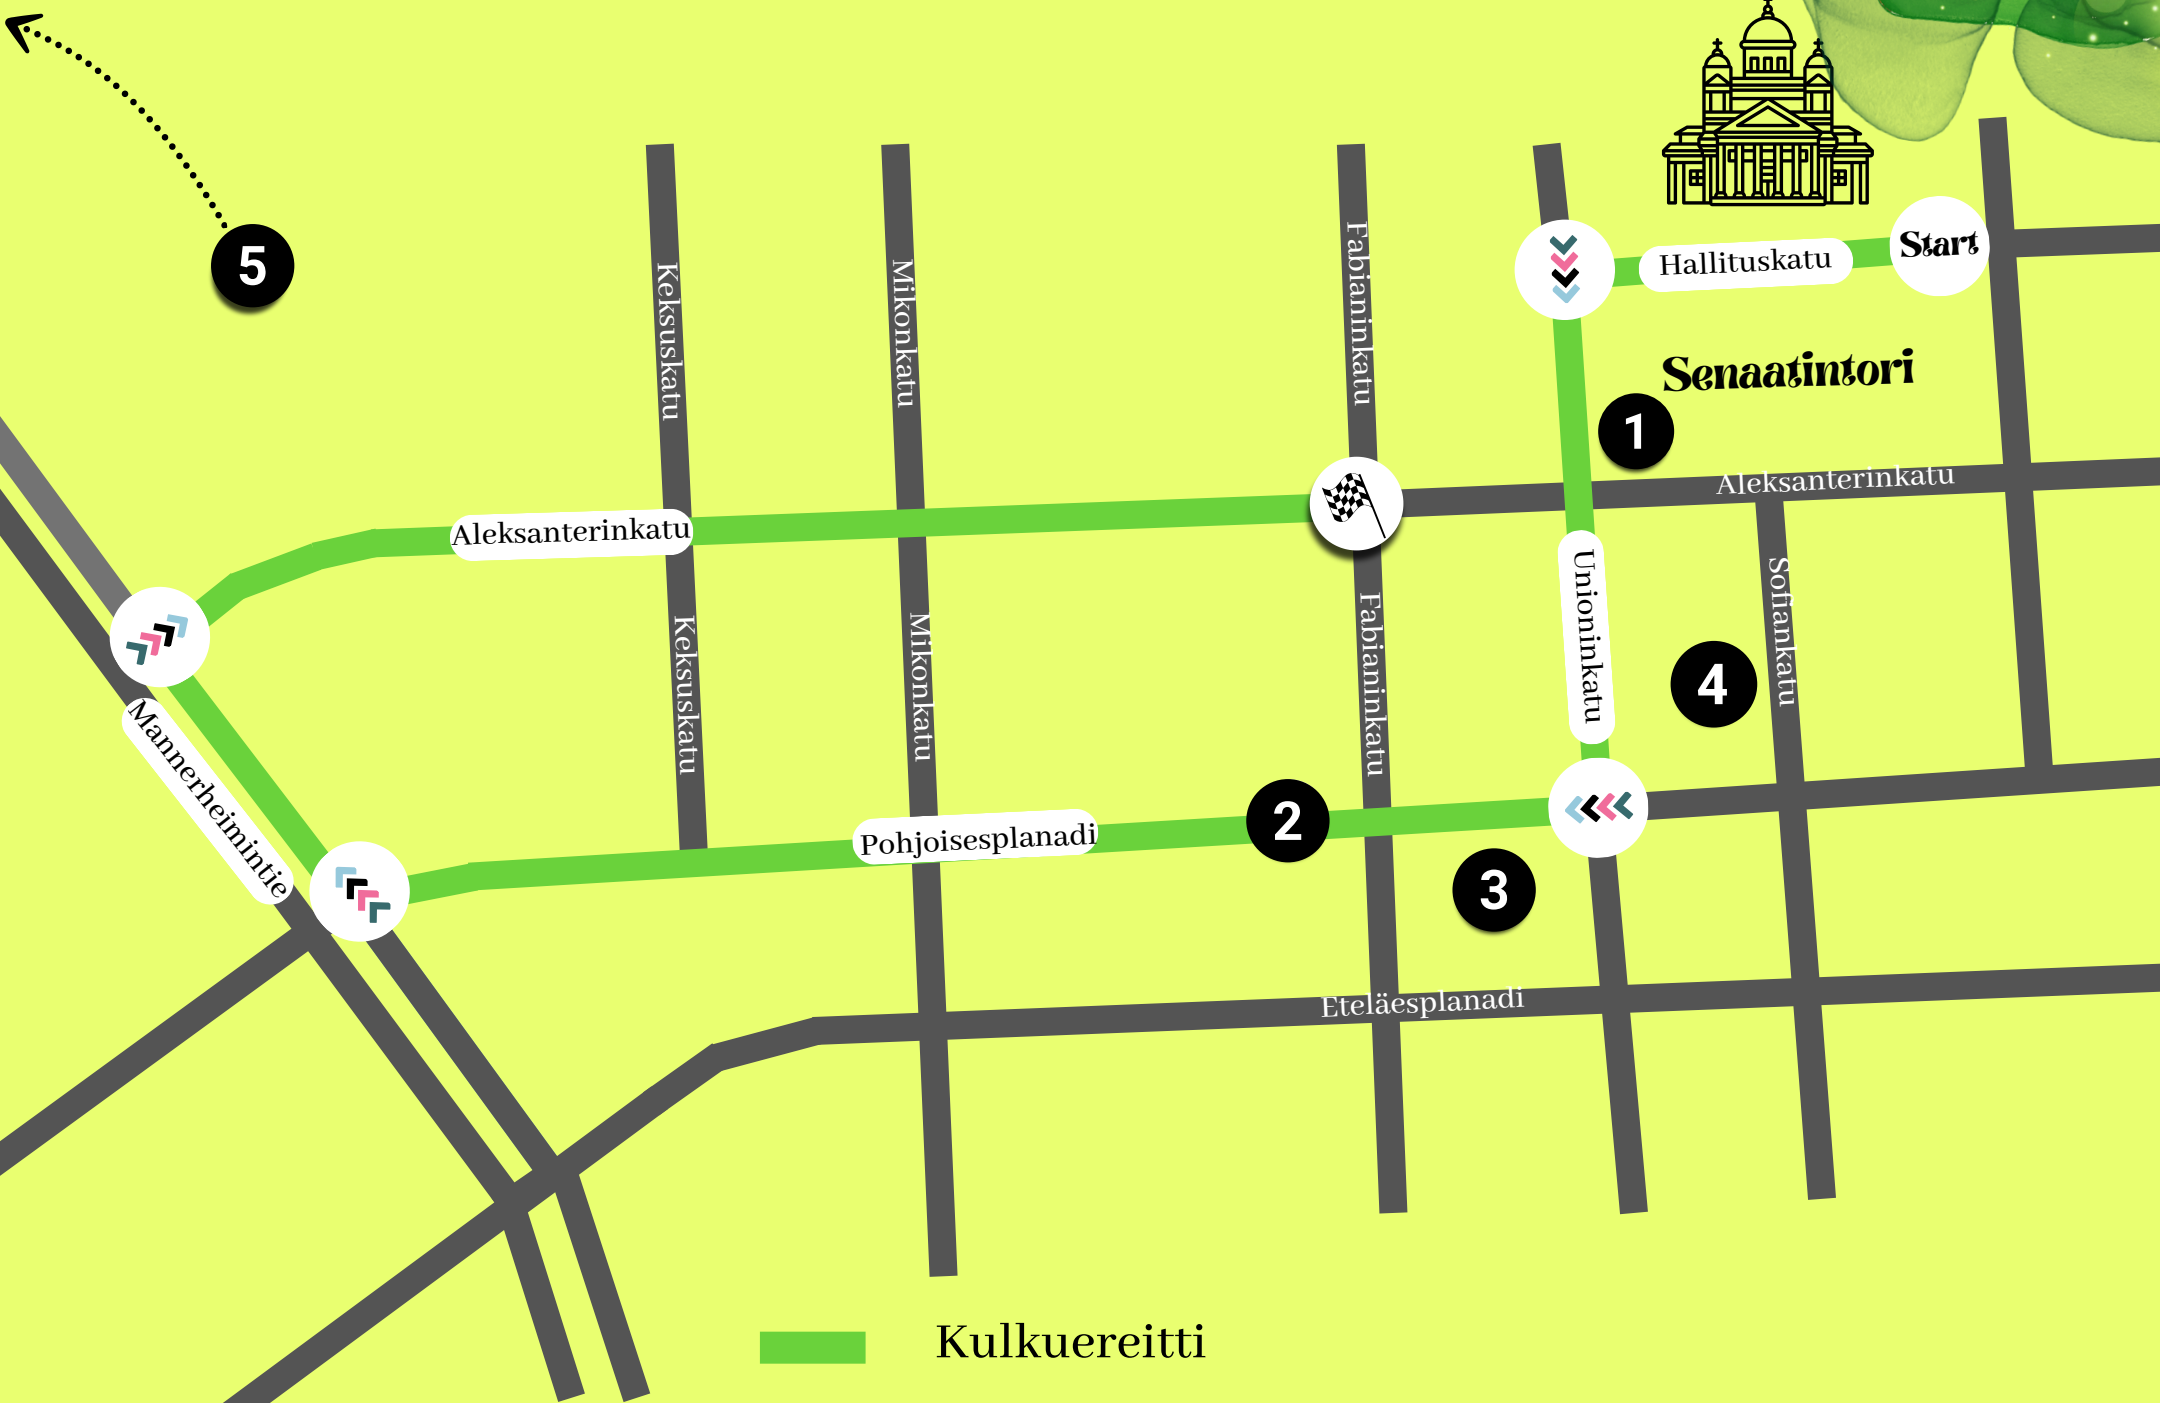 Start
Hallituskatu
5
Keksuskatu
Mikonkatu
Fabianinkatu
Senaatintori
1
Aleksanterinkatu
Aleksanterinkatu
Unioninkatu
Sofiankatu
Keksuskatu
Mikonkatu
Fabianinkatu
4
Mannerheimintie
Pohjoisesplanadi
2
3
Eteläesplanadi
Kulkuereitti